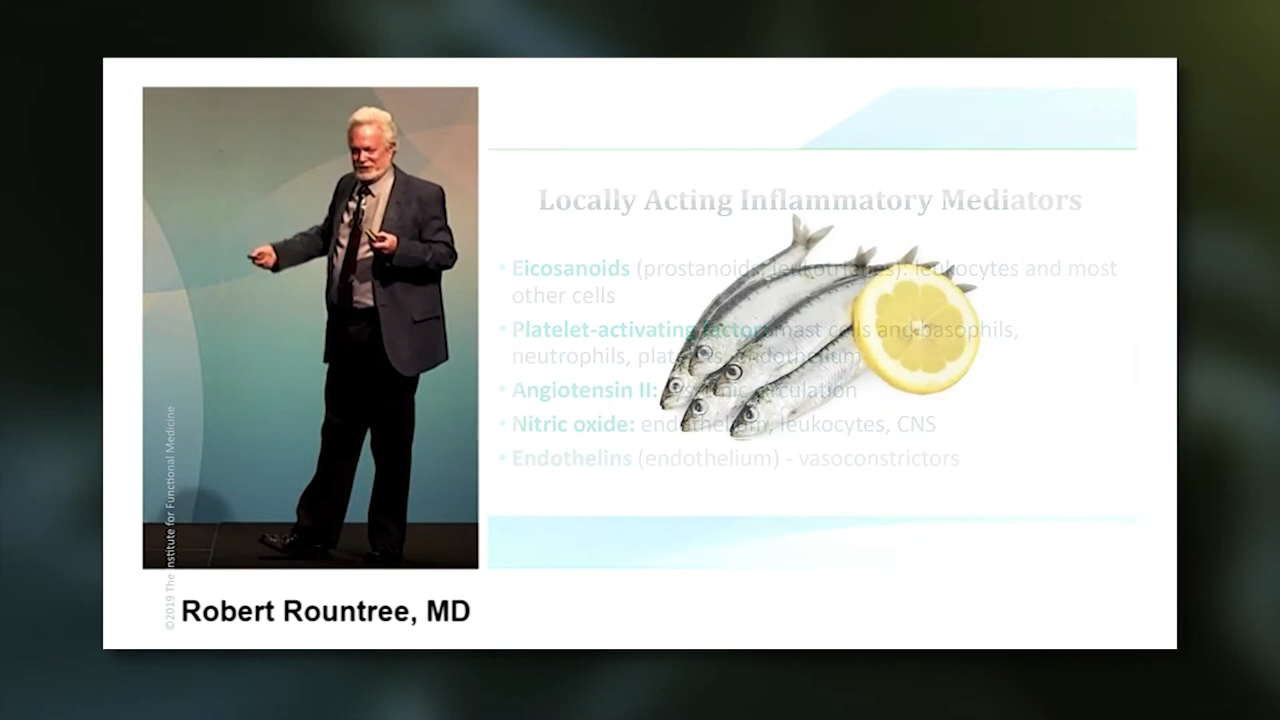 Locally Acting Inflammatory Mediators
• Eicosanoids (prostanoids, leukotrienes): leukocytes and most
other cells
• Platelet-activating factor: mast cells and basophils,
neutrophils, platelets, endothelium
• Angiotensin II: circulation
• Nitric oxide: endothelium, leukocytes, CNS
• Endothelins (endothelium) - vasoconstrictors
©2019 The Institute for Functional Medicine
Robert Rountree, MD